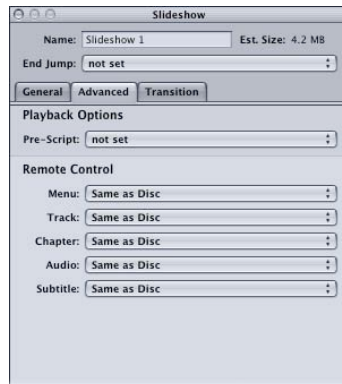 Slideshow
Name: Slideshow 1 Est. Size: 4.2 MB
End Jump: not set
General Advanced Transition
Playback Options
Pre-Script: not set
Remote Control
Menu: Same as Disc
Track: Same as Disc
Chapter: Same as Disc
Audio: Same as Disc
Subtitle: Same as Disc